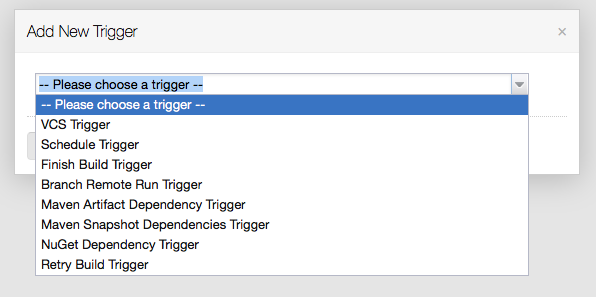 Add New Trigger
×
-- Please choose a trigger --
-- Please choose a trigger --
VCS Trigger
Schedule Trigger
Finish Build Trigger
Branch Remote Run Trigger
Maven Artifact Dependency Trigger
Maven Snapshot Dependencies Trigger
NuGet Dependency Trigger
Retry Build Trigger